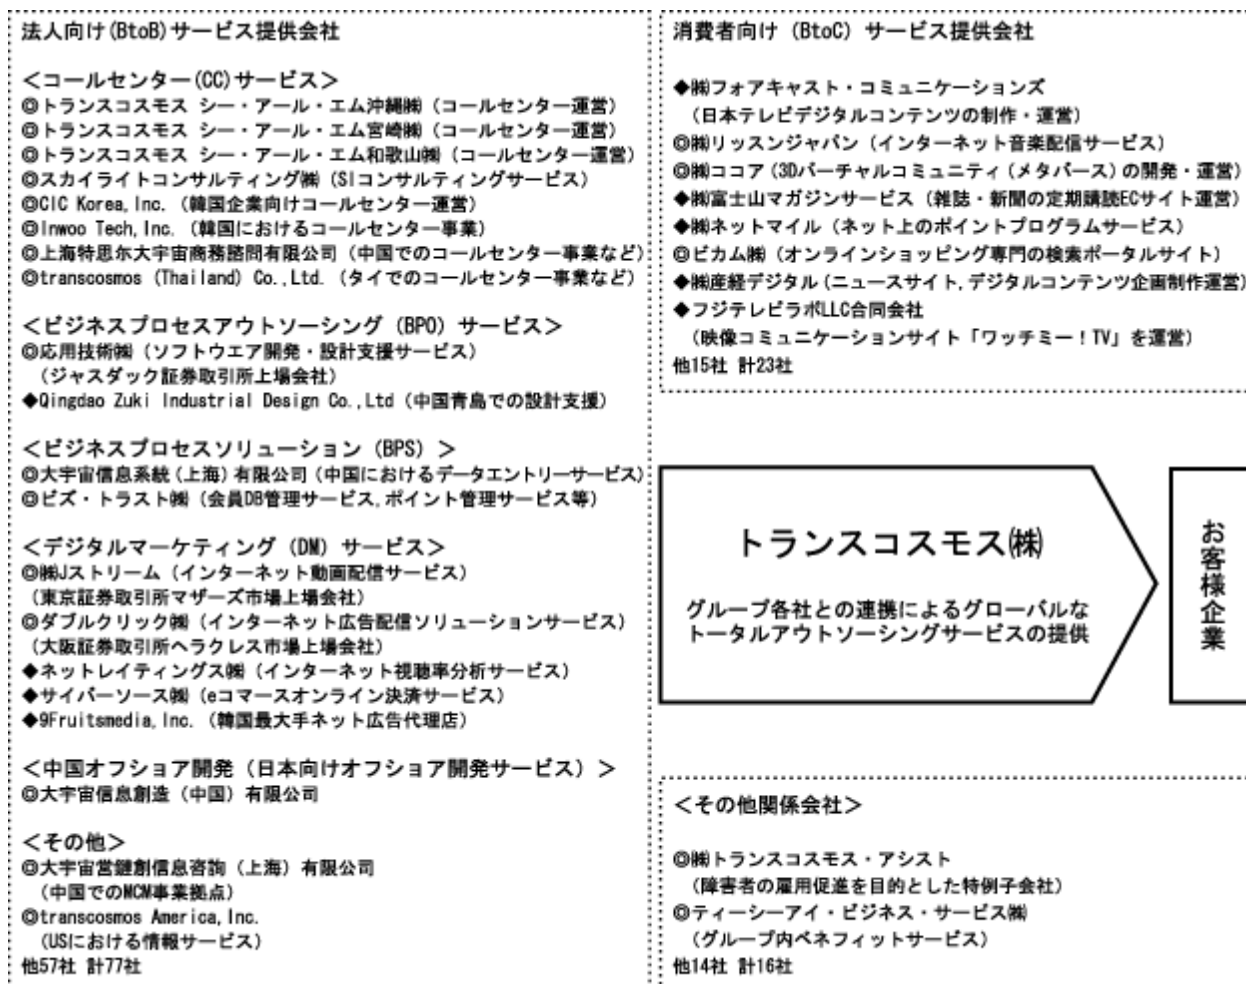 法人向け(BtoB)サービス提供会社
＜コールセンター(CC)サービス＞
◎トランスコスモス シー・アール・エム沖縄㈱（コールセンター運営）
◎トランスコスモス シー・アール・エム宮崎㈱（コールセンター運営）
◎トランスコスモス シー・アール・エム和歌山㈱（コールセンター運営）
◎スカイライトコンサルティング㈱（SIコンサルティングサービス）
◎CIC Korea, Inc.（韓国企業向けコールセンター運営）
◎Inwoo Tech, Inc.（韓国におけるコールセンター事業）
◎上海特思尔大宇宙商務諮問有限公司（中国でのコールセンター事業など）
◎transcosmos (Thailand) Co., Ltd.（タイでのコールセンター事業など）
＜ビジネスプロセスアウトソーシング（BPO）サービス＞
◎応用技術㈱（ソフトウエア開発・設計支援サービス）
（ジャスダック証券取引所上場会社）
◆Qingdao Zuki Industrial Design Co., Ltd（中国青島での設計支援）
＜ビジネスプロセスソリューション（BPS）＞
◎大宇宙信息系統(上海)有限公司(中国におけるデータエントリーサービス)
◎ビズ・トラスト㈱（会員DB管理サービス, ポイント管理サービス等）
＜デジタルマーケティング（DM）サービス＞
◎㈱Jストリーム（インターネット動画配信サービス）
（東京証券取引所マザーズ市場上場会社）
◎ダブルクリック㈱（インターネット広告配信ソリューションサービス）
（大阪証券取引所ヘラクレス市場上場会社）
◆ネットレイティングス㈱（インターネット視聴率分析サービス）
◆サイバーソース㈱（eコマースオンライン決済サービス）
◆9Fruitsmedia, Inc.（韓国最大手ネット広告代理店）
＜中国オフショア開発（日本向けオフショア開発サービス）＞
◎大宇宙信息創造（中国）有限公司
＜その他＞
◎大宇宙営鏈創信息咨詢（上海）有限公司
（中国でのMCM事業拠点）
◎transcosmos America, Inc.
（USにおける情報サービス）
他57社 計77社
消費者向け（BtoC）サービス提供会社
◆㈱フォアキャスト・コミュニケーションズ
（日本テレビデジタルコンテンツの制作・運営）
◎㈱リッスンジャパン（インターネット音楽配信サービス）
◎㈱ココア（3Dバーチャルコミュニティ（メタバース）の開発・運営）
◆㈱富士山マガジンサービス（雑誌・新聞の定期購読ECサイト運営）
◆㈱ネットマイル（ネット上のポイントプログラムサービス）
◎ビカム㈱（オンラインショッピング専門の検索ポータルサイト）
◆㈱産経デジタル(ニュースサイト, デジタルコンテンツ企画制作運営)
◆フジテレビラボLLC合同会社
（映像コミュニケーションサイト「ワッチミー！TV」を運営）
他15社 計23社
トランスコスモス㈱
グループ各社との連携によるグローバルな
トータルアウトソーシングサービスの提供
お客様企業
＜その他関係会社＞
◎㈱トランスコスモス・アシスト
（障害者の雇用促進を目的とした特例子会社）
◎ティーシーアイ・ビジネス・サービス㈱
（グループ内ベネフィットサービス）
他14社 計16社